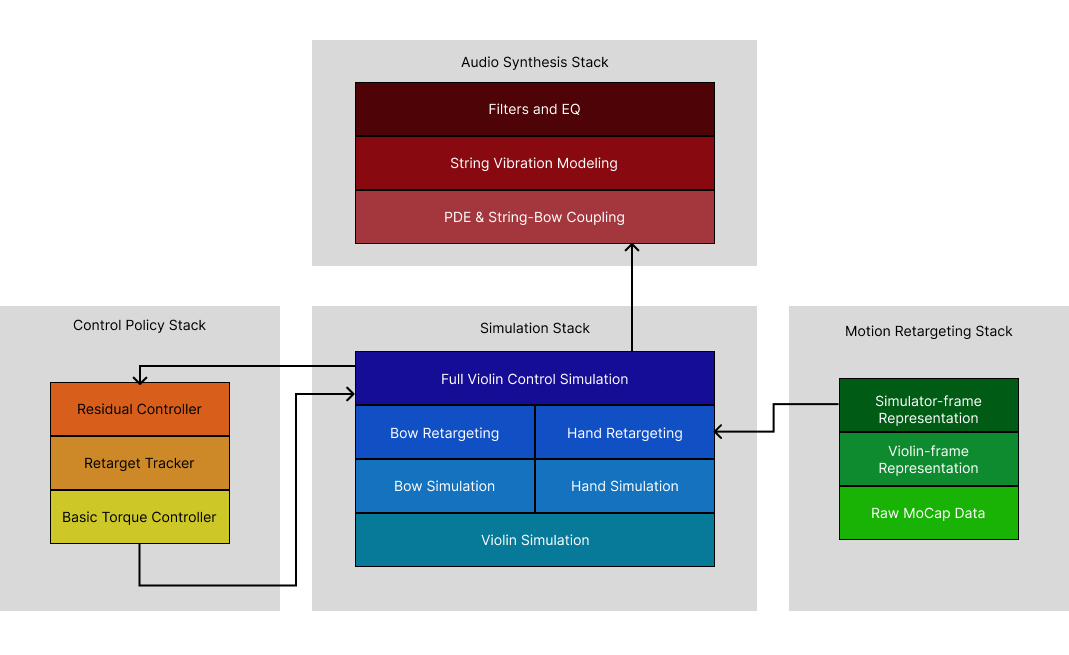 Audio Synthesis Stack
Filters and EQ
String Vibration Modeling
PDE & String-Bow Coupling
Control Policy Stack
Residual Controller
Retarget Tracker
Basic Torque Controller
Simulation Stack
Full Violin Control Simulation
Bow Retargeting
Hand Retargeting
Bow Simulation
Hand Simulation
Violin Simulation
Motion Retargeting Stack
Simulator-frame
Representation
Violin-frame
Representation
Raw MoCap Data